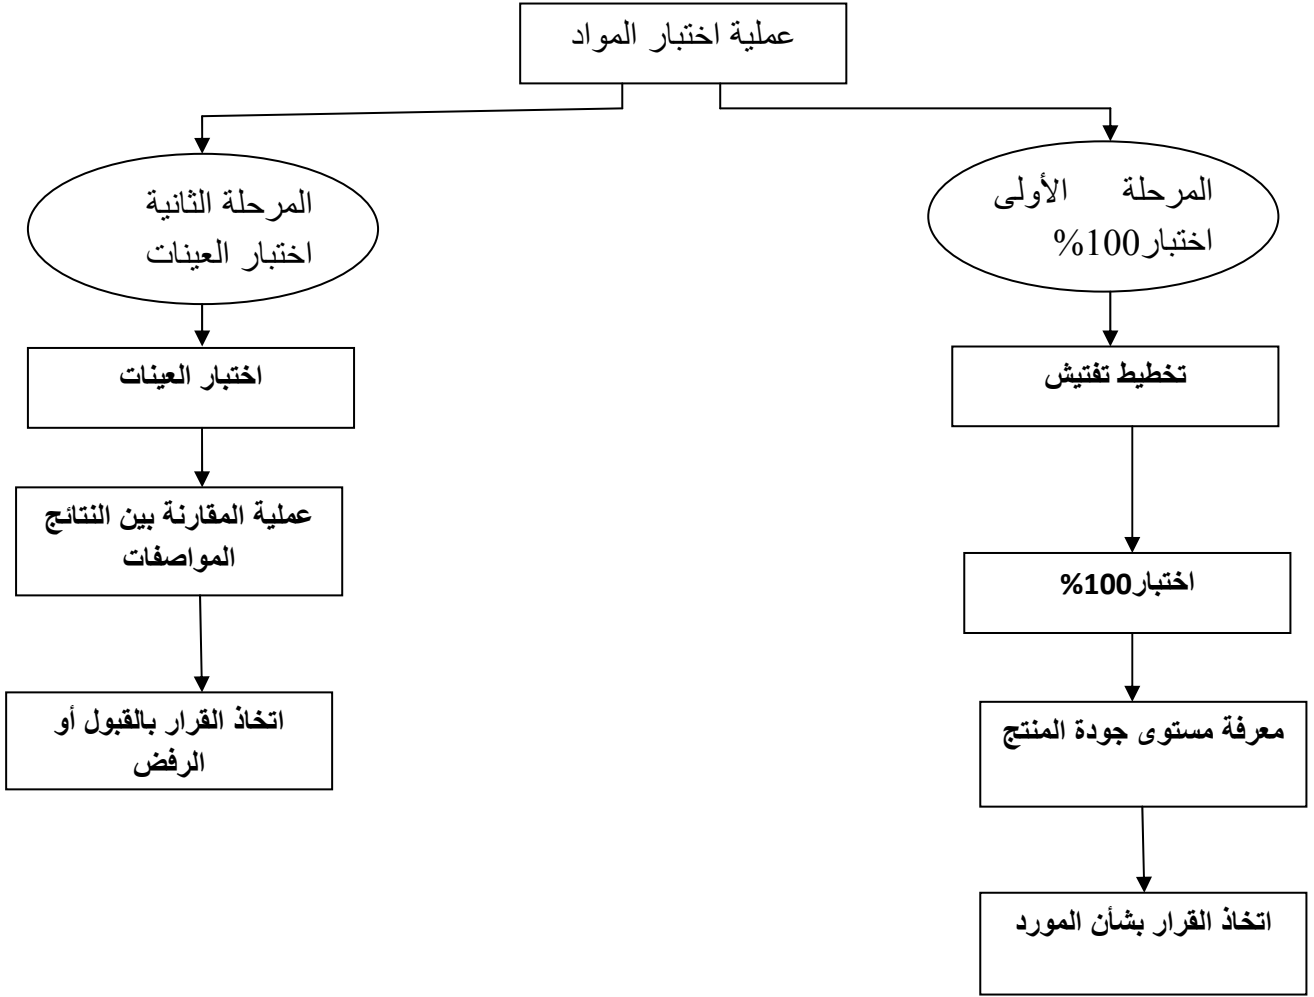 عملية اختبار المواد
المرحلة الأولى
اختبار100%
تخطيط تفتيش
اختبار100%
معرفة مستوى جودة المنتج
اتخاذ القرار بشأن المورد
المرحلة الثانية
اختبار العينات
اختبار العينات
عملية المقارنة بين النتائج
المواصفات
اتخاذ القرار بالقبول أو
الرفض